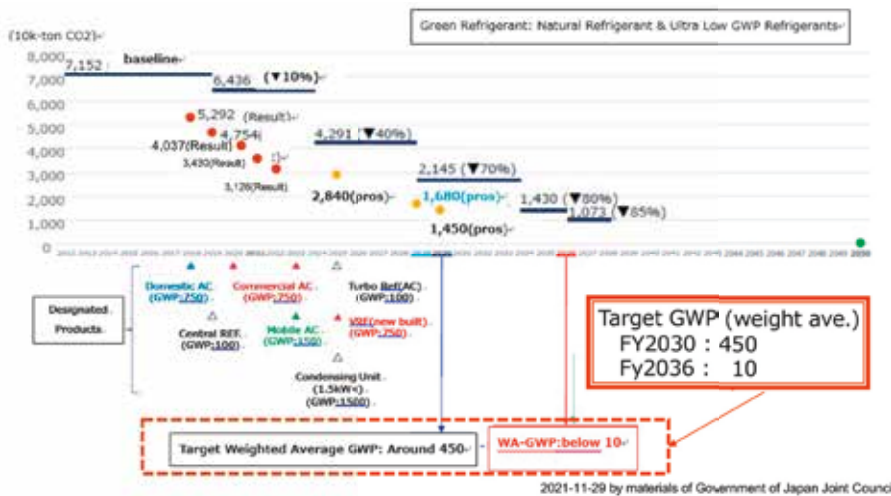 Green Refrigerant: Natural Refrigerant & Ultra Low GWP Refrigerants
(10k-ton CO2)
8,000
7,152
baseline
7,000
6,436
(▼10%)
6,000
5,292 (Result)
5,000
4,754(
4,291 (▼40%)
4,037(Result)
4,000
3,430(Result)
:)
3,000
3,126(Result)
2,145 (▼70%)
2,840(pros)
1,680(pros)
2,000
1,430 (▼80%)
1,450(pros)
1,073 (▼85%)
1,000
0
Designated
Products
Domestic AC
(GWP:750)
Commercial AC
(GWP:750)
Turbo Ref(AC)
(GWP:100)
Central REF.
(GWP:100)
Mobile AC
(GWP:150)
VRF(new built)
(GWP:750)
Condensing Unit
(1.5kW<)
(GWP:1500)
Target GWP (weight ave.)
FY2030 : 450
Fy2036 : 10
Target Weighted Average GWP: Around 450
WA-GWP:below 10
2021-11-29 by materials of Government of Japan Joint Counc